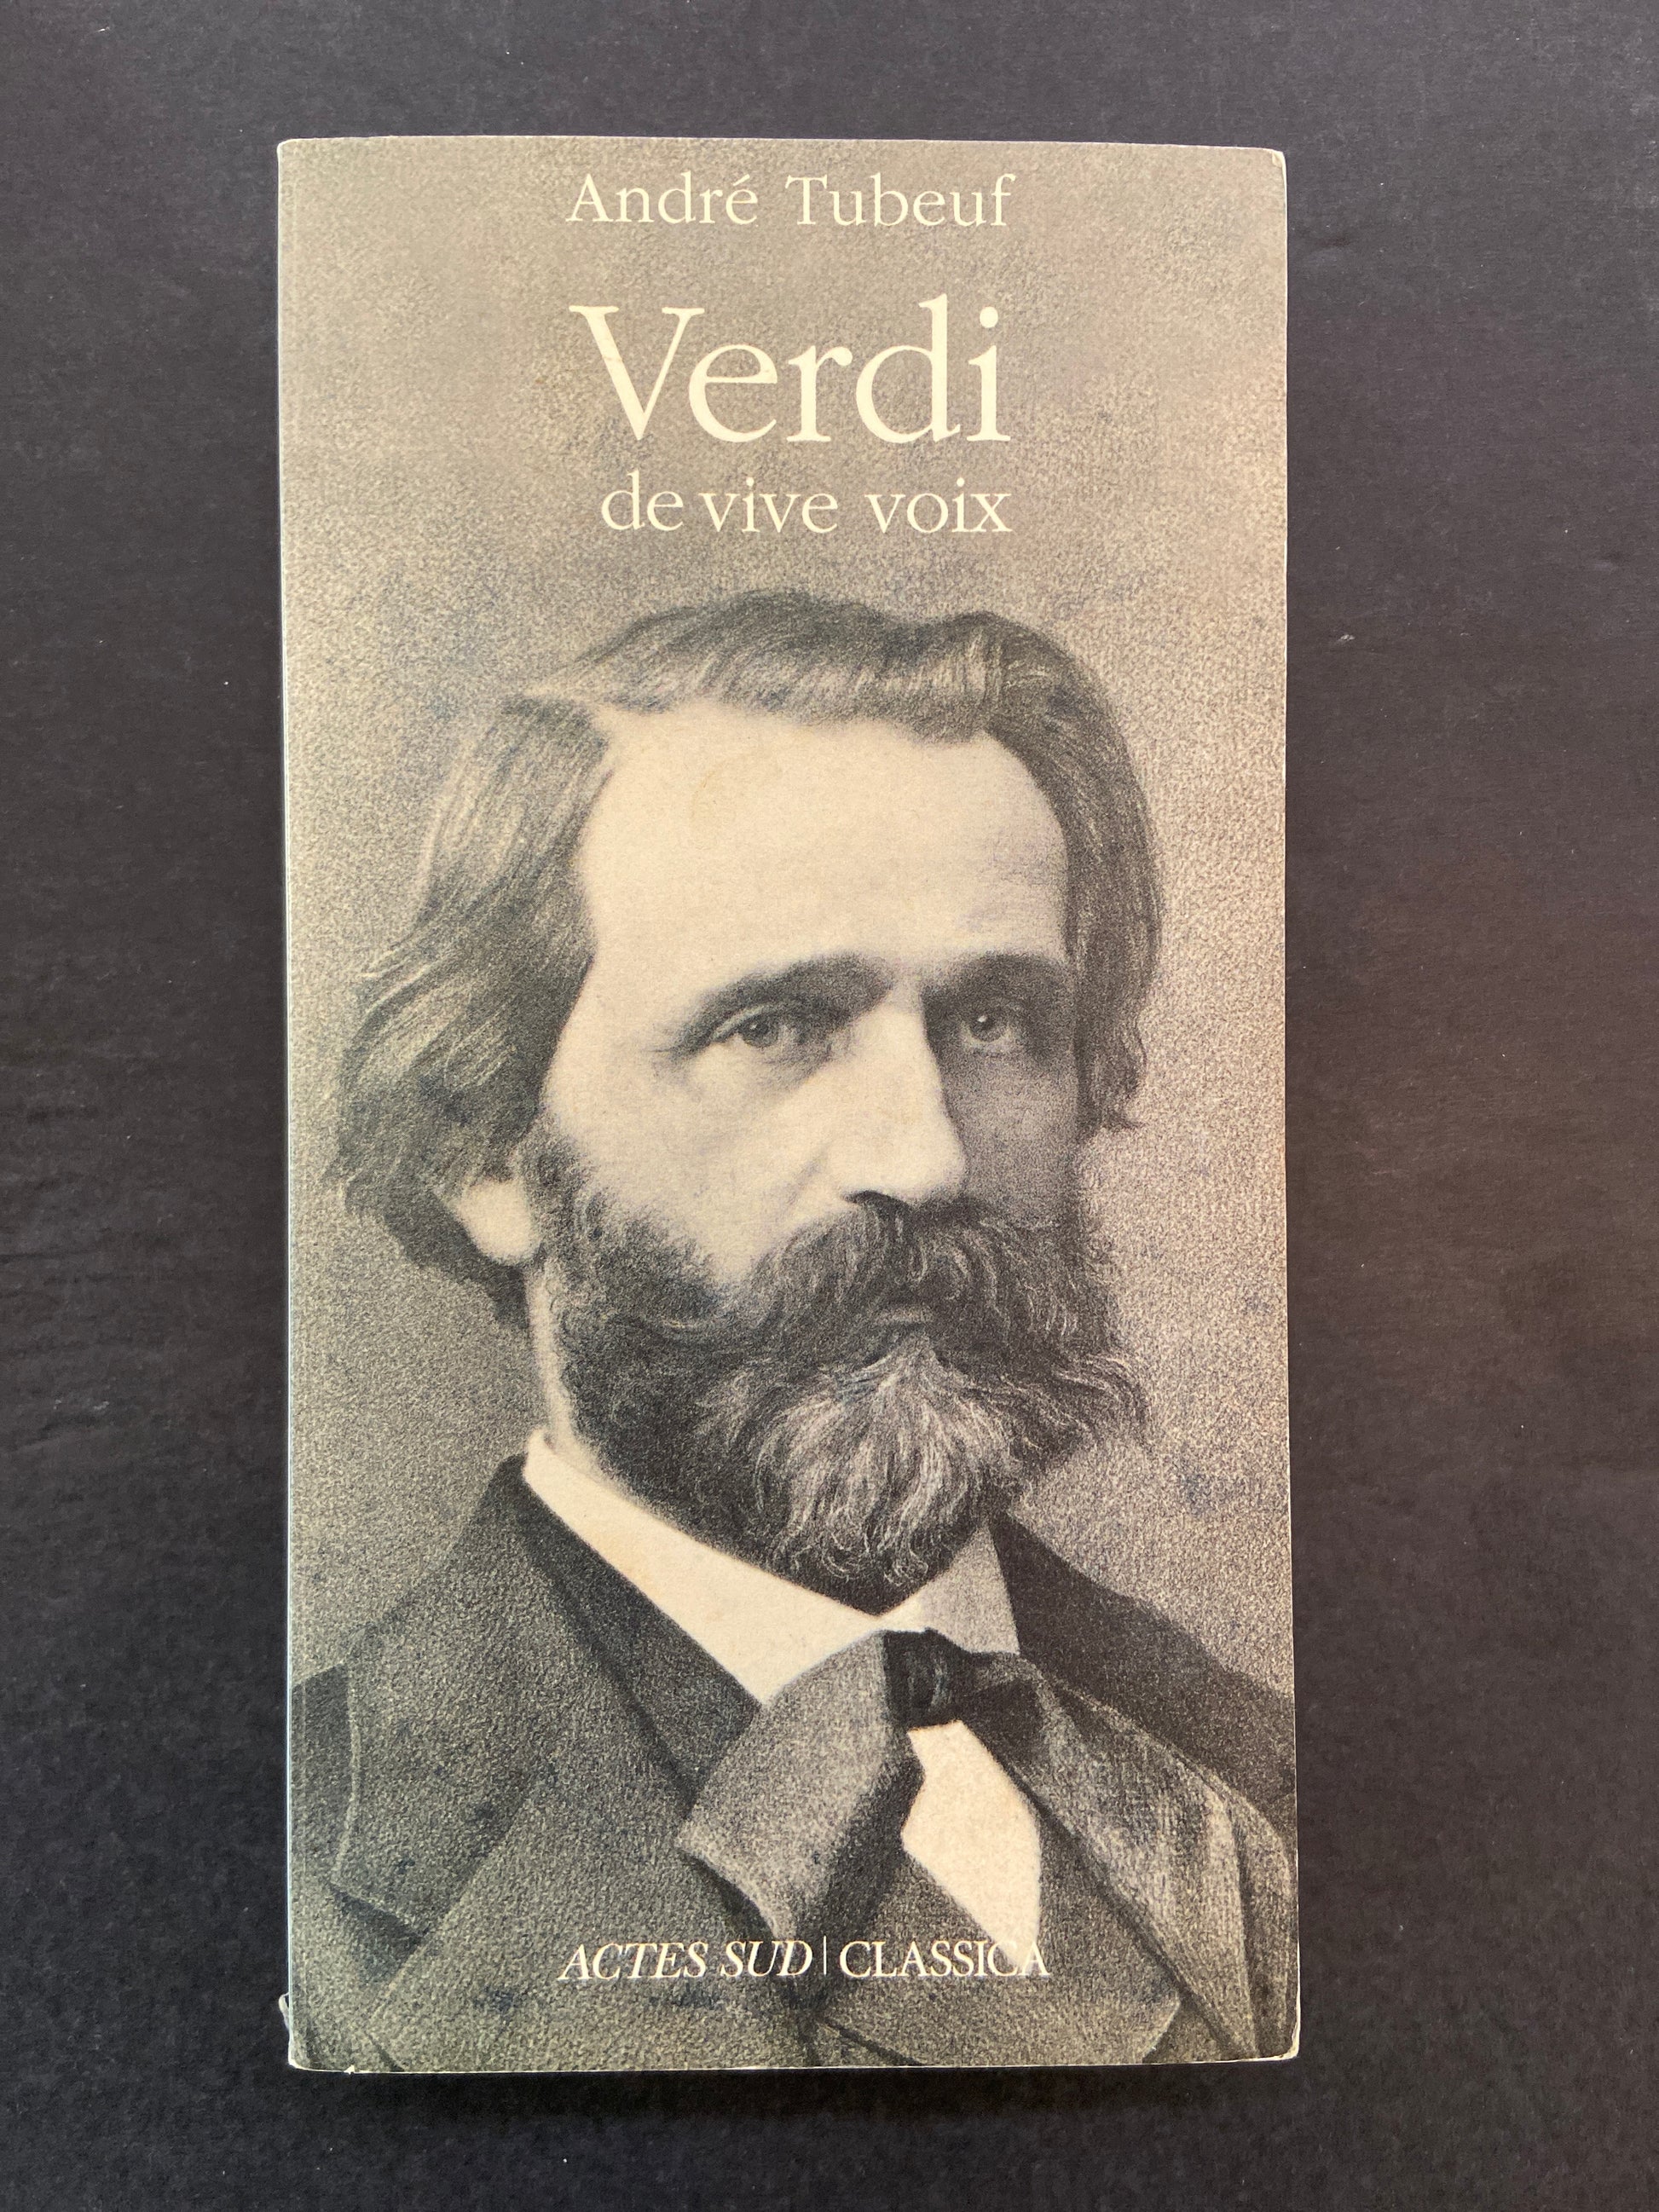 André Tubeuf
Verdi
de vive voix
ACTES SUD | CLASSICA